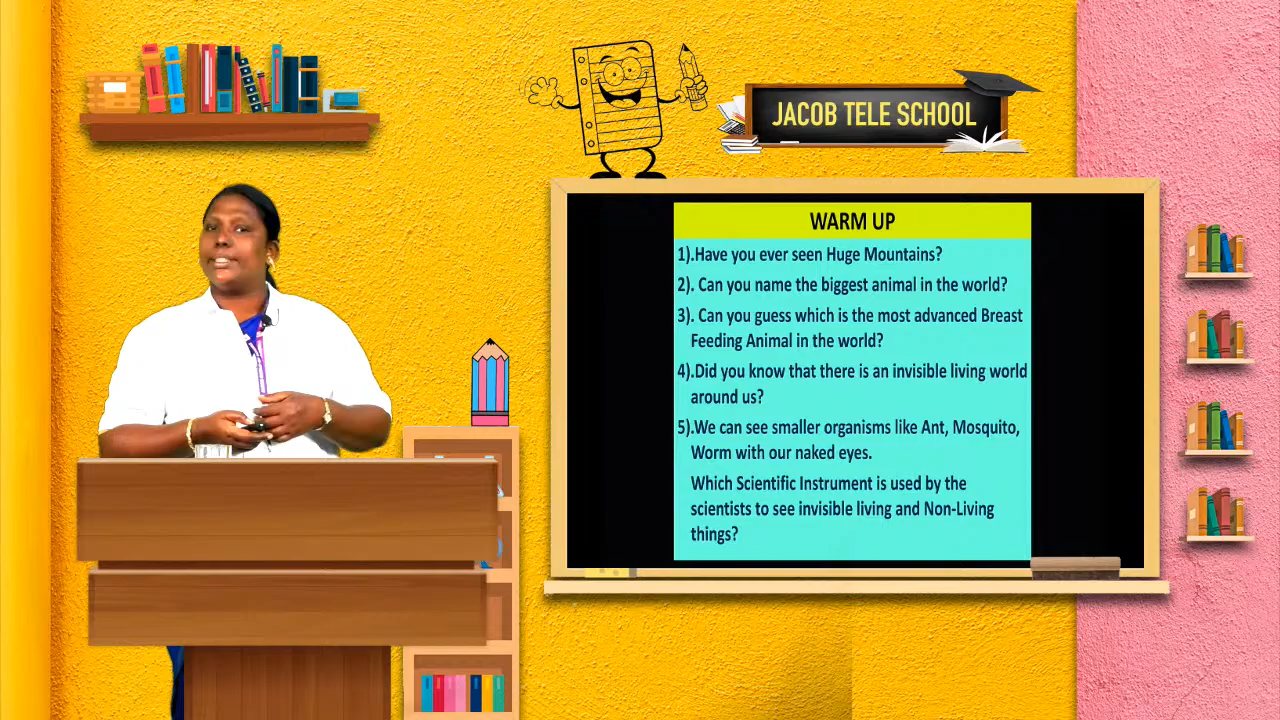 JACOB TELE SCHOOL
WARM UP
1).Have you ever seen Huge Mountains?
2). Can you name the biggest animal in the world?
3). Can you guess which is the most advanced Breast
Feeding Animal in the world?
4).Did you know that there is an invisible living world
around us?
5).We can see smaller organisms like Ant, Mosquito,
Worm with our naked eyes.
Which Scientific Instrument is used by the
scientists to see invisible living and Non-Living
things?